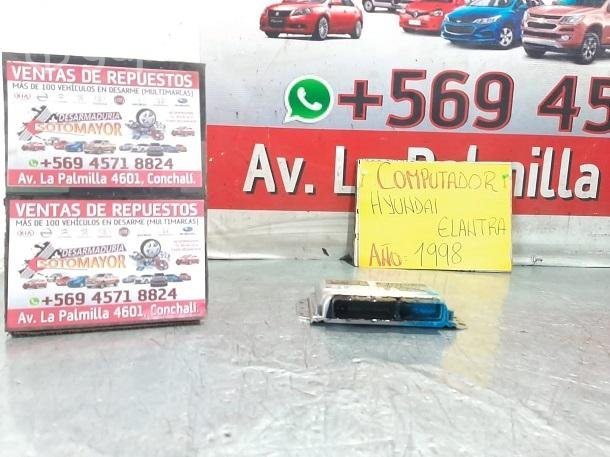 +569 45
Av. La Palmilla
VENTAS DE REPUESTOS
MÁS DE 100 VEHÍCULOS EN DESARME (MULTIMARCAS)
DESARMADURIA
SOTOMAYOR
+569 4571 8824
Av. La Palmilla 4601, Conchalí.
VENTAS DE REPUESTOS
MÁS DE 100 VEHÍCULOS EN DESARME (MULTIMARCAS)
DESARMADURIA
SOTOMAYOR
+569 4571 8824
Av. La Palmilla 4601, Conchalí.
COMPUTADOR
HYUNDAI
ELANTRA
AÑO: 1998